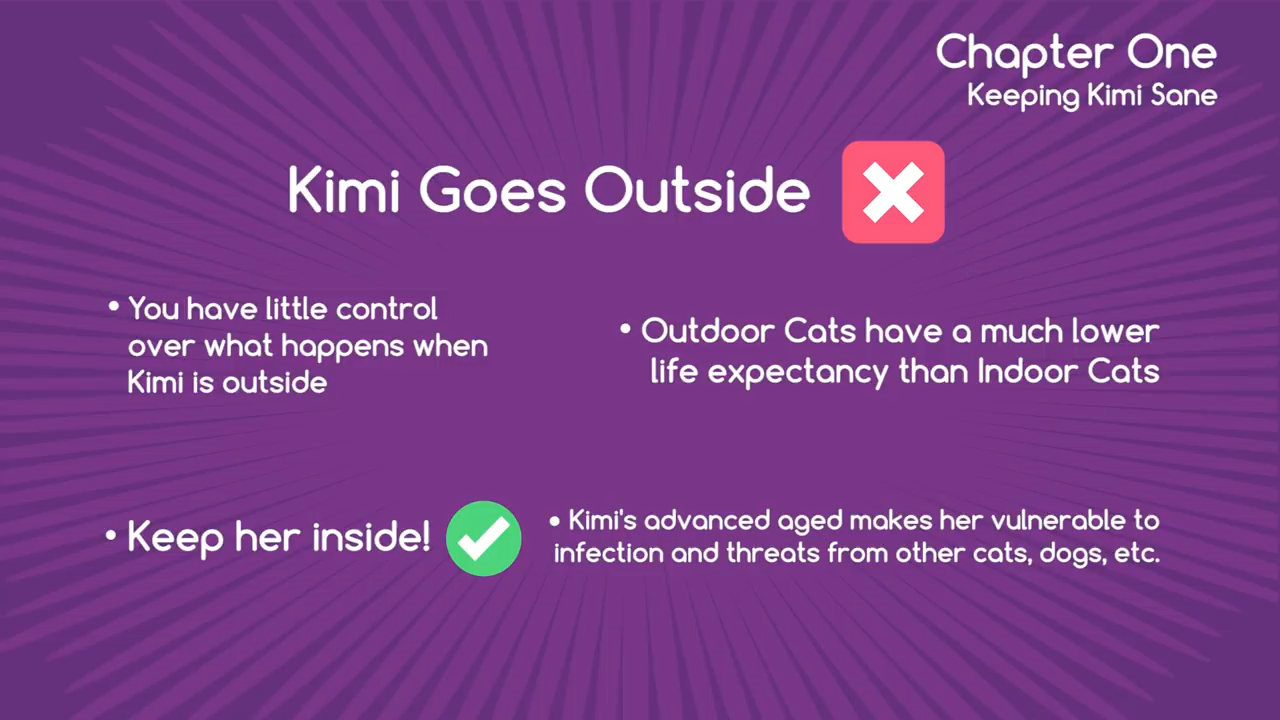 Chapter One
Keeping Kimi Sane
Kimi Goes Outside
• You have little control
over what happens when
Kimi is outside
• Outdoor Cats have a much lower
life expectancy than Indoor Cats
• Keep her inside!
• Kimi's advanced aged makes her vulnerable to
infection and threats from other cats, dogs, etc.